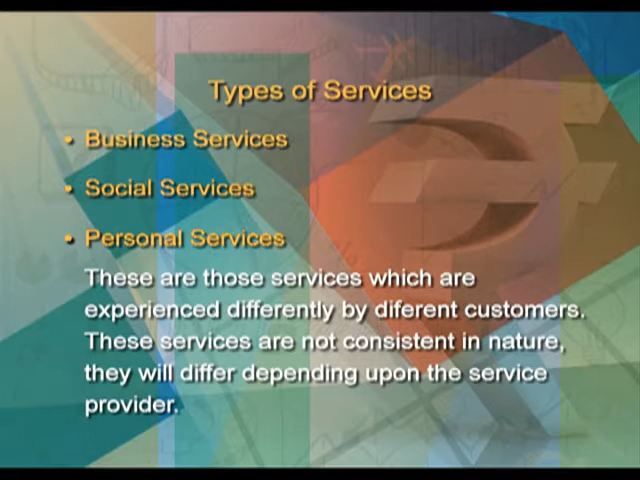 Types of Services
• Business Services
• Social Services
• Personal Services
These are those services which are
experienced differently by diferent customers.
These services are not consistent in nature,
they will differ depending upon the service
provider.